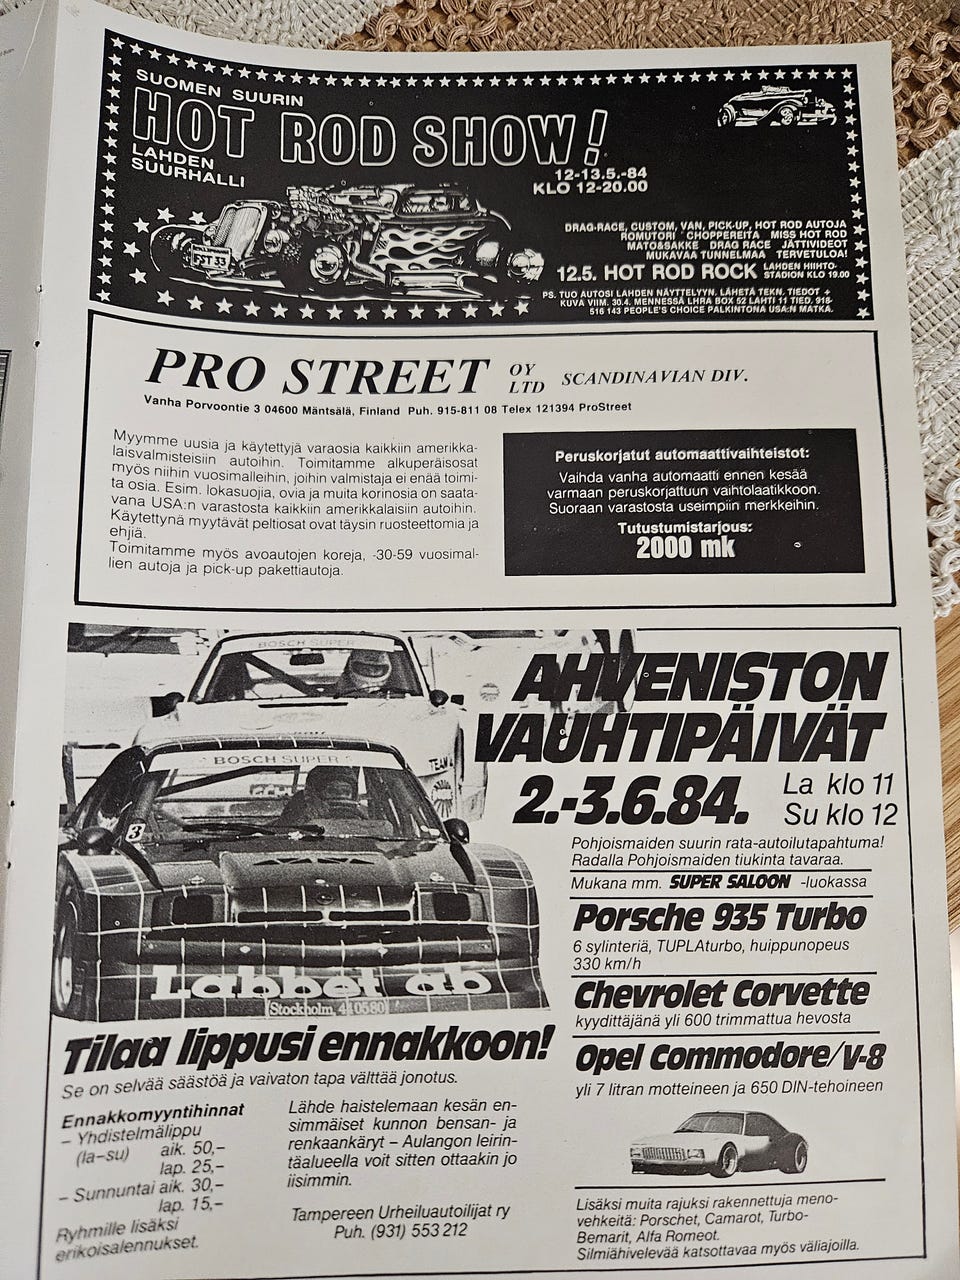 SUOMEN SUURIN
HOT ROD SHOW!
LAHDEN
SUURHALLI
12-13.5.-84
KLO 12-20.00
DRAG-RACE, CUSTOM, VAN, PICK-UP, HOT ROD AUTOJA
ROMUTORI CHOPPEREITA MISS HOT ROD
MATO&SAKKE DRAG RACE JÄTTIVIDEOT
MUKAVAA TUNNELMAA TERVETULOA!
12.5. HOT ROD ROCK LAHDEN HIIHTO-
STADION KLO 19.00
PS. TUO AUTOSI LAHDEN NÄYTTELYYN. LÄHETÄ TEKN. TIEDOT +
KUVA VIIM. 30.4. MENNESSÄ LHRA BOX 52 LAHTI 11 TIED. 918-
516 143 PEOPLE'S CHOICE PALKINTONA USA:N MATKA.
PRO STREET OY
LTD SCANDINAVIAN DIV.
Vanha Porvoontie 3 04600 Mäntsälä, Finland Puh. 915-811 08 Telex 121394 ProStreet
Myymme uusia ja käytettyjä varaosia kaikkiin amerikka-
laisvalmisteisiin autoihin. Toimitamme alkuperäisosat
myös niihin vuosimalleihin, joihin valmistaja ei enää toimi-
ta osia. Esim. lokasuojia, ovia ja muita korinosia on saata-
vana USA:n varastosta kaikkiin amerikkalaisiin autoihin.
Käytettynä myytävät peltiosat ovat täysin ruosteettomia ja
ehjiä.
Toimitamme myös avoautojen koreja, -30-59 vuosimal-
lien autoja ja pick-up pakettiautoja.
Peruskorjatut automaattivaihteistot:
Vaihda vanha automaatti ennen kesää
varmaan peruskorjattuun vaihtolaatikkoon.
Suoraan varastosta useimpiin merkkeihin.
Tutustumistarjous:
2000 mk
BOSCH SUPER
BOSCH SUPER
TEAM
3
Labbet ab
Stockholm 440580
AHVENISTON
VAUHTIPÄIVÄT
2.-3.6.84. La klo 11
Su klo 12
Pohjoismaiden suurin rata-autoilutapahtuma!
Radalla Pohjoismaiden tiukinta tavaraa.
Mukana mm. SUPER SALOON -luokassa
Porsche 935 Turbo
6 sylinteriä, TUPLAturbo, huippunopeus
330 km/h
Chevrolet Corvette
kyydittäjänä yli 600 trimmattua hevosta
Opel Commodore/V-8
yli 7 litran motteineen ja 650 DIN-tehoineen
Lisäksi muita rajuksi rakennettuja meno-
vehkeitä: Porschet, Camarot, Turbo-
Bemarit, Alfa Romeot.
Silmiähivelevää katsottavaa myös väliajoilla.
Tilaa lippusi ennakkoon!
Se on selvää säästöä ja vaivaton tapa välttää jonotus.
Ennakkomyyntihinnat
– Yhdistelmälippu
(la–su) aik. 50,–
lap. 25,–
– Sunnuntai aik. 30,–
lap. 15,–
Ryhmille lisäksi
erikoisalennukset.
Lähde haistelemaan kesän en-
simmäiset kunnon bensan- ja
renkaankäryt – Aulangon leirin-
täalueella voit sitten ottaakin jo
iisimmin.
Tampereen Urheiluautoilijat ry
Puh. (931) 553 212